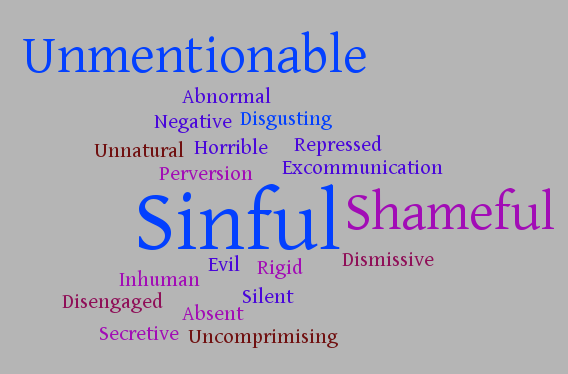 Unmentionable
Abnormal
Negative Disgusting
Unnatural Horrible Repressed
Perversion Excommunication
Sinful Shameful
Evil Rigid Dismissive
Inhuman
Disengaged Silent
Absent
Secretive Uncomprimising